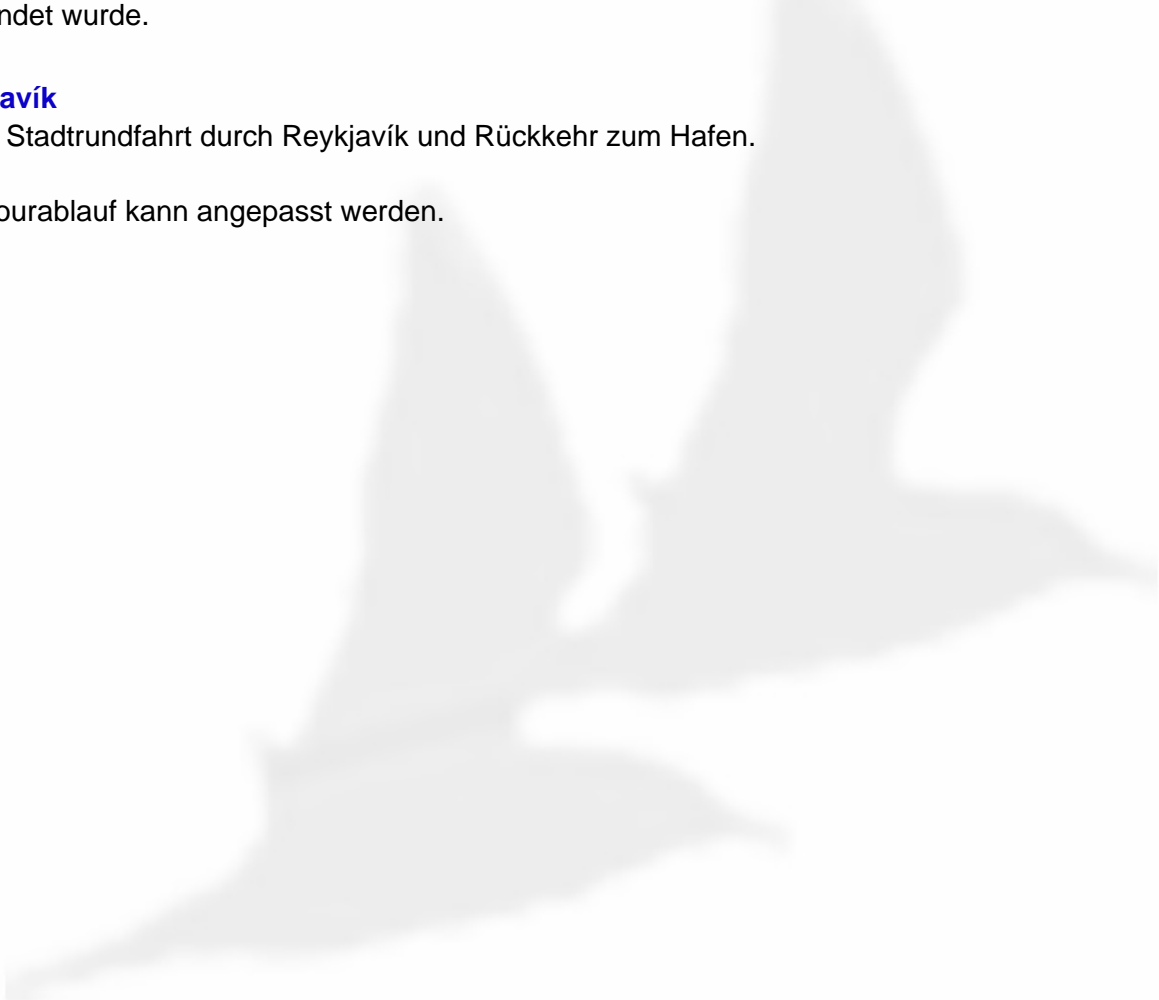 ndet wurde.
avík
Stadtrundfahrt durch Reykjavík und Rückkehr zum Hafen.
ourablauf kann angepasst werden.